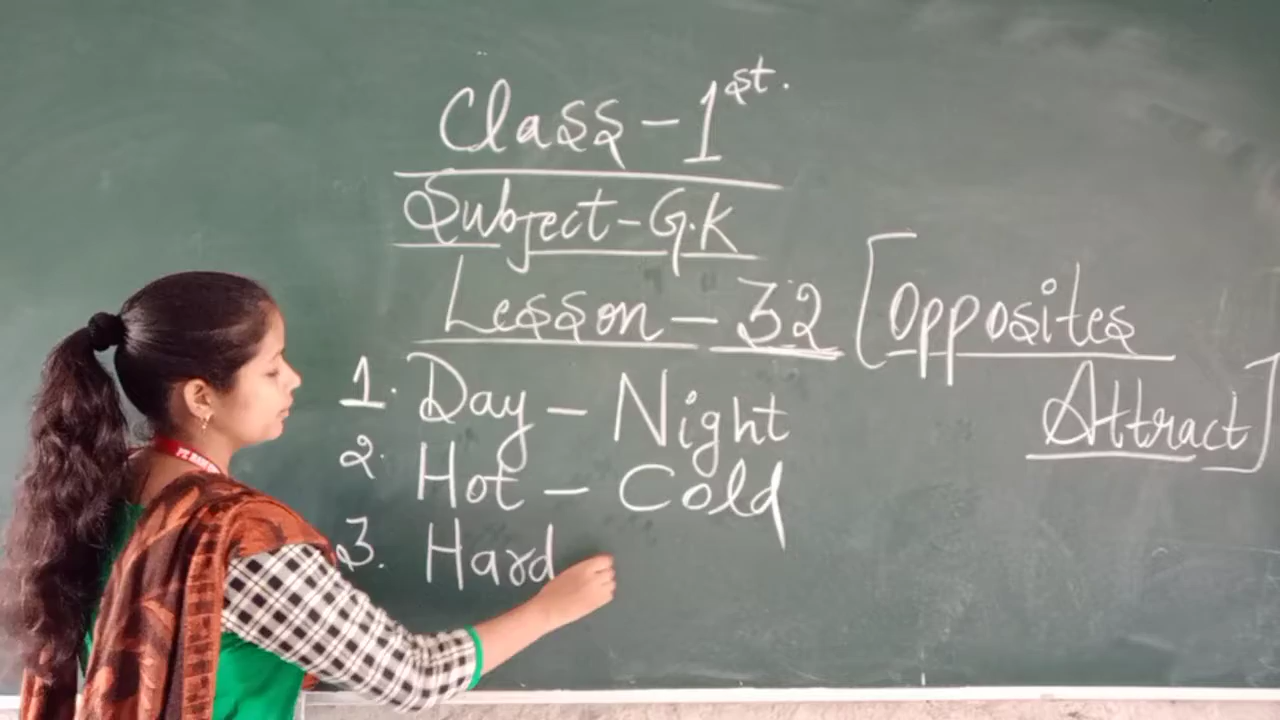 Class - 1st.
Subject - G.K
Lesson - 32 [Opposites
Attract]
1. Day - Night
2. Hot - Cold
3. Hard